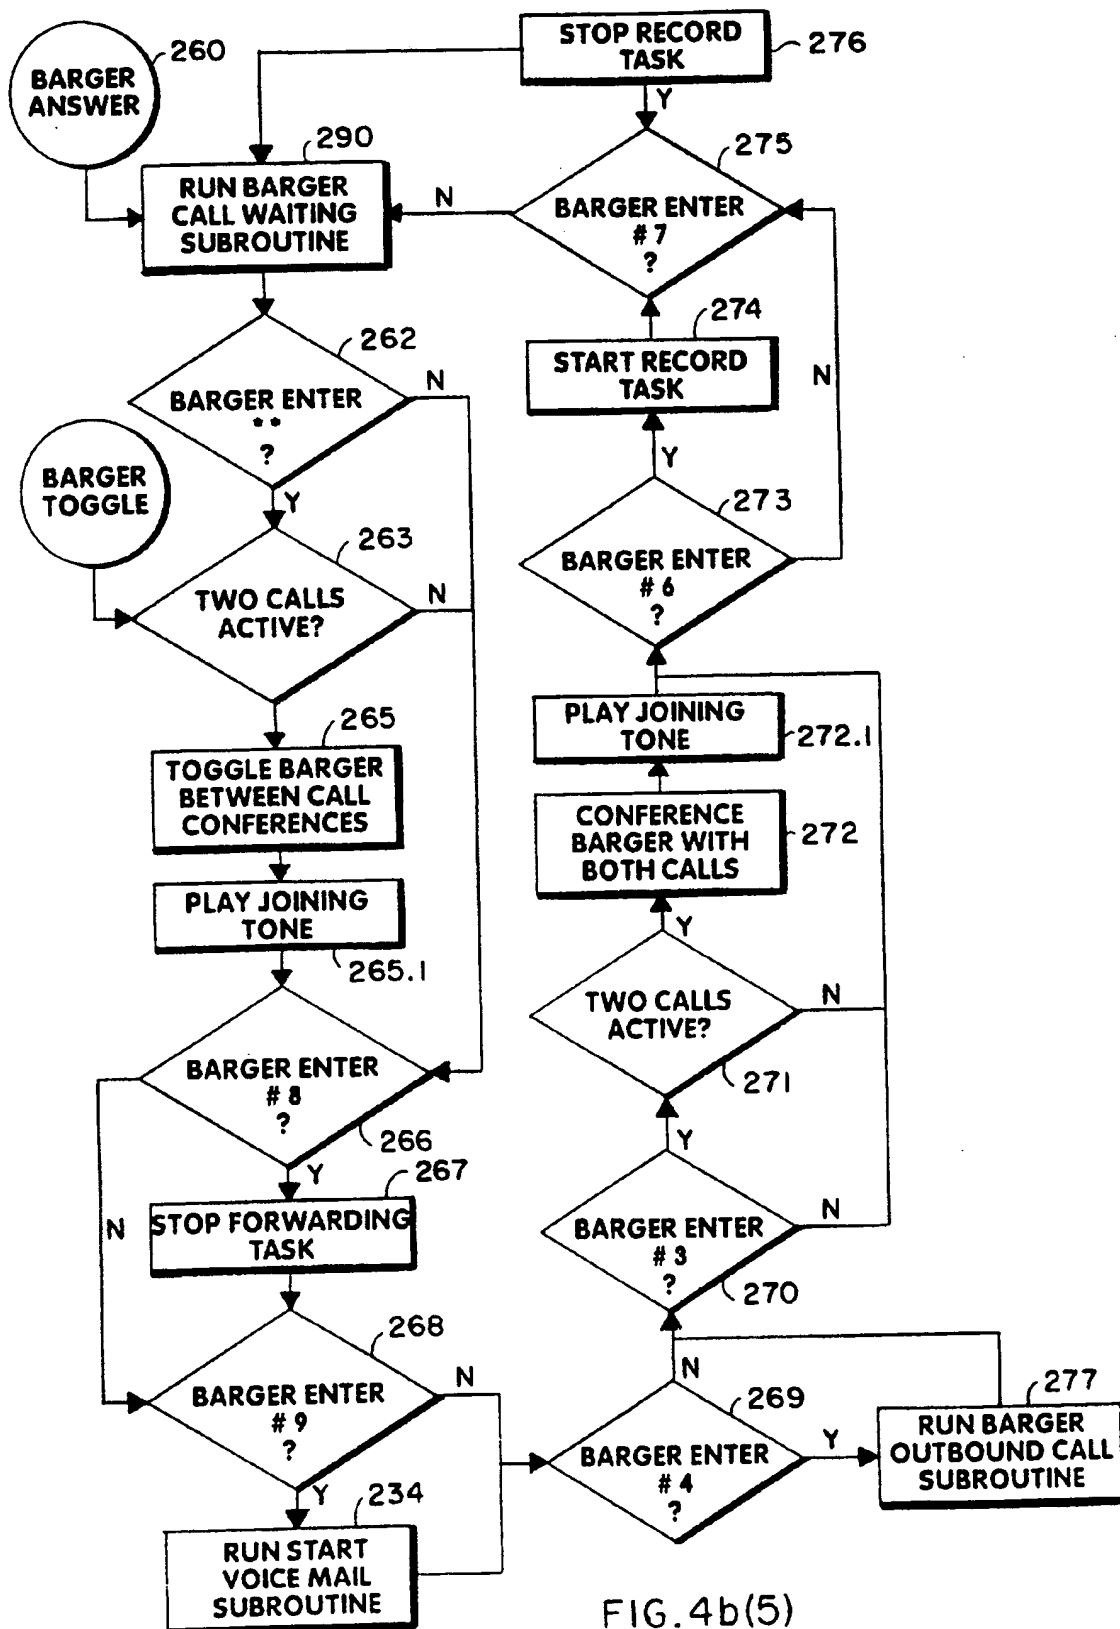 260
BARGER
ANSWER
290
RUN BARGER
CALL WAITING
SUBROUTINE
262
BARGER ENTER
**
?
N
Y
BARGER
TOGGLE
263
TWO CALLS
ACTIVE?
N
265
TOGGLE BARGER
BETWEEN CALL
CONFERENCES
PLAY JOINING
TONE
265.1
BARGER ENTER
# 8
?
266
Y
N
267
STOP FORWARDING
TASK
268
BARGER ENTER
# 9
?
N
Y
234
RUN START
VOICE MAIL
SUBROUTINE
269
BARGER ENTER
# 4
?
N
Y
277
RUN BARGER
OUTBOUND CALL
SUBROUTINE
BARGER ENTER
# 3
?
270
N
Y
TWO CALLS
ACTIVE?
271
N
Y
CONFERENCE
BARGER WITH
BOTH CALLS
272
PLAY JOINING
TONE
272.1
273
BARGER ENTER
# 6
?
N
Y
274
START RECORD
TASK
275
BARGER ENTER
# 7
?
N
Y
STOP RECORD
TASK
276
FIG.4b(5)